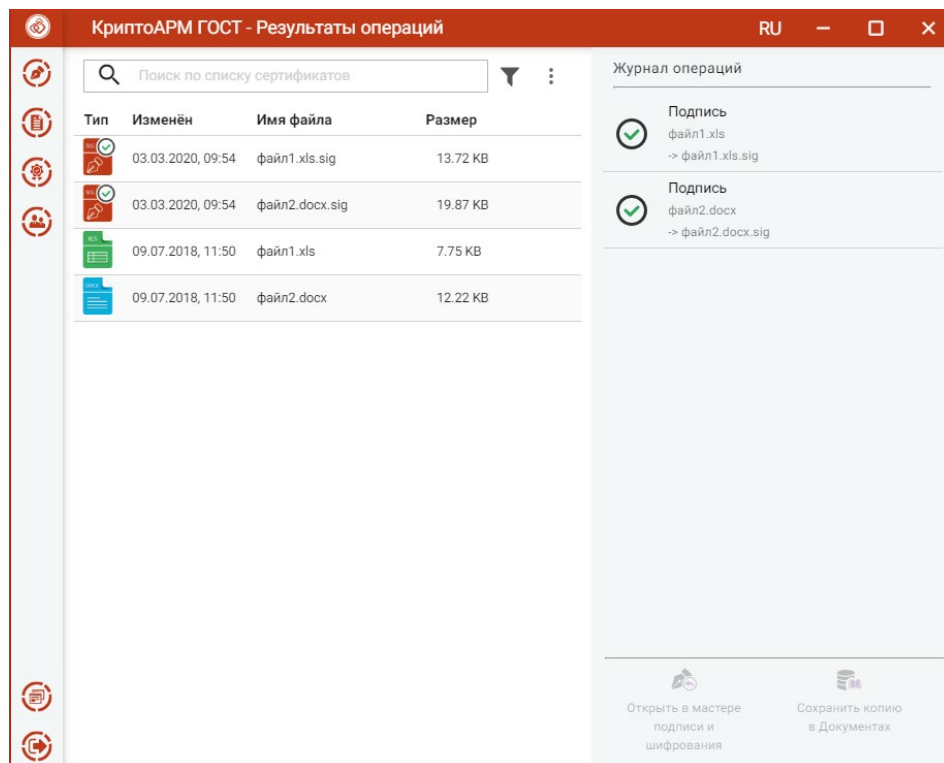 КриптоАРМ ГОСТ - Результаты операций RU
Поиск по списку сертификатов
Тип Изменён Имя файла Размер
SIG 03.03.2020, 09:54 файл1.xls.sig 13.72 KB
SIG 03.03.2020, 09:54 файл2.docx.sig 19.87 KB
XLS 09.07.2018, 11:50 файл1.xls 7.75 KB
DOCX 09.07.2018, 11:50 файл2.docx 12.22 KB
Журнал операций
Подпись
файл1.xls
-> файл1.xls.sig
Подпись
файл2.docx
-> файл2.docx.sig
Открыть в мастере
подписи и
шифрования
Сохранить копию
в Документах